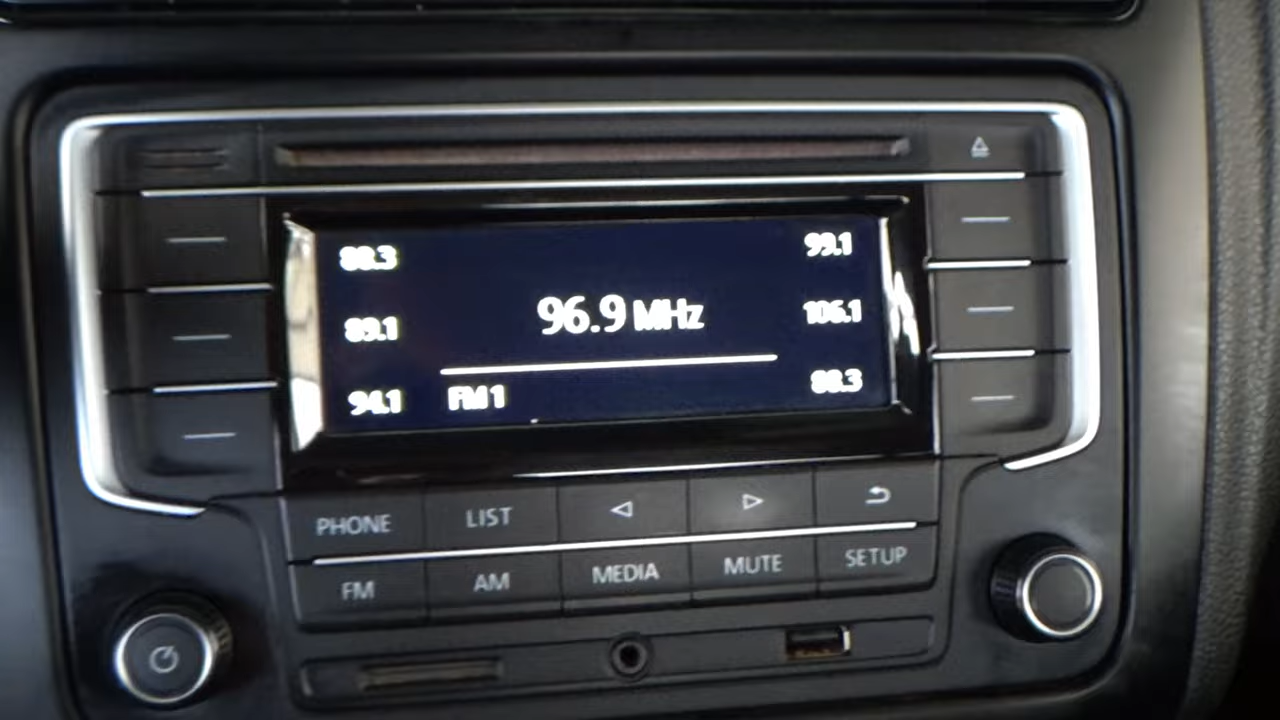 88.3
99.1
96.9 MHz
89.1
106.1
94.1
FM1
88.3
PHONE
LIST
FM
AM
MEDIA
MUTE
SETUP